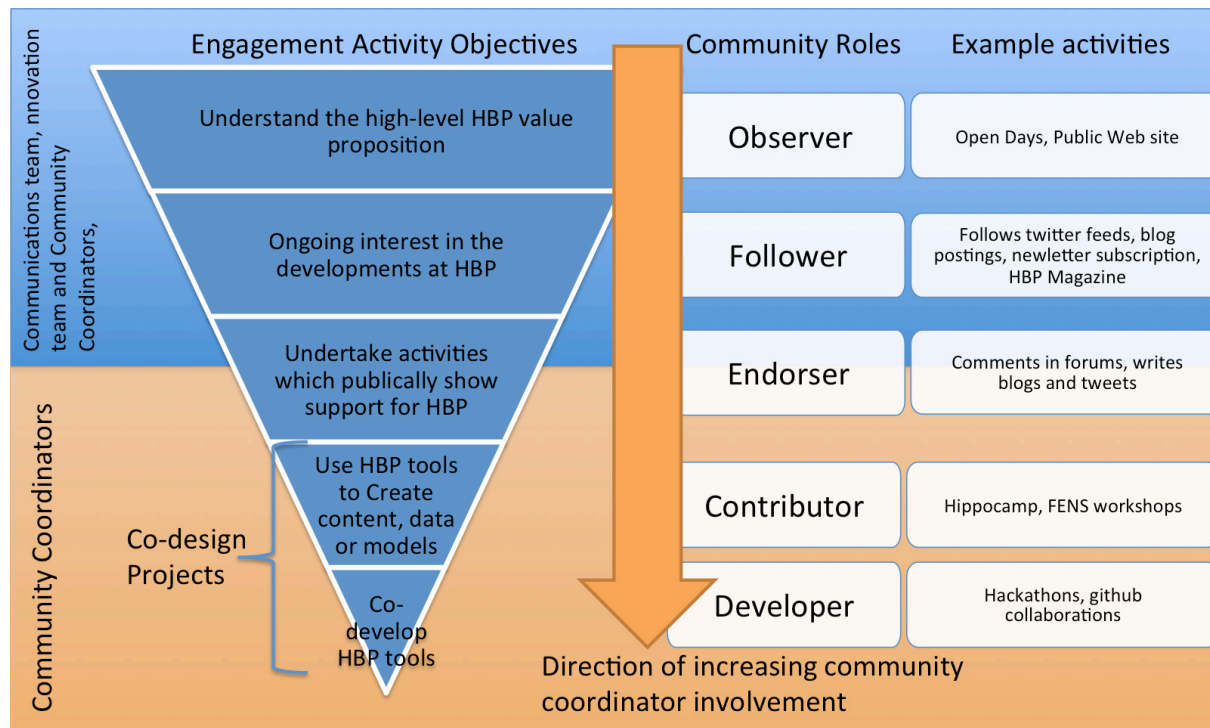 Engagement Activity Objectives
Community Roles
Example activities
Communications team, nnovation
team and Community
Coordinators,
Understand the high-level HBP value
proposition
Observer
Open Days, Public Web site
Ongoing interest in the
developments at HBP
Follower
Follows twitter feeds, blog
postings, newletter subscription,
HBP Magazine
Undertake activities
which publically show
support for HBP
Endorser
Comments in forums, writes
blogs and tweets
Community Coordinators
Co-design
Projects
Use HBP tools
to Create
content, data
or models
Contributor
Hippocamp, FENS workshops
Co-
develop
HBP tools
Developer
Hackathons, github
collaborations
Direction of increasing community
coordinator involvement